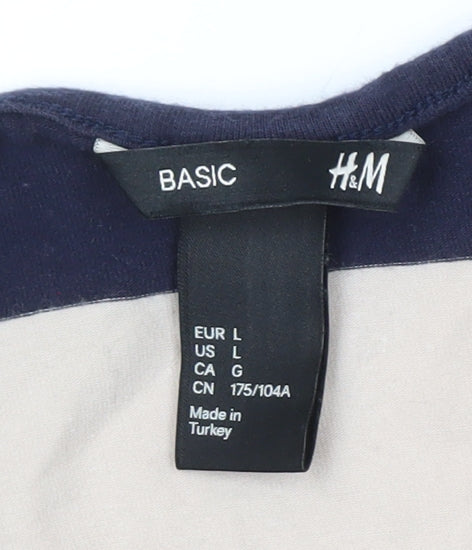 BASIC H&M
EUR L
US L
CA G
CN 175/104A
Made in
Turkey